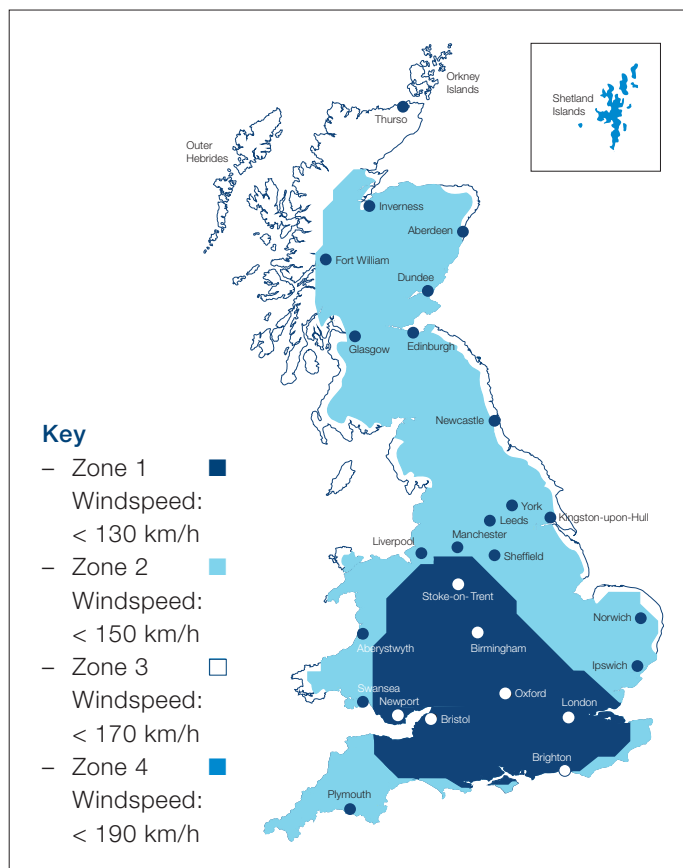 Orkney
Islands
Thurso
Shetland
Islands
Outer
Hebrides
Inverness
Aberdeen
Fort William
Dundee
Glasgow
Edinburgh
Newcastle
York
Kingston-upon-Hull
Leeds
Manchester
Liverpool
Sheffield
Stoke-on-Trent
Norwich
Aberystwyth
Birmingham
Ipswich
Swansea
Oxford
Newport
London
Bristol
Brighton
Plymouth
Key
– Zone 1
Windspeed:
< 130 km/h
– Zone 2
Windspeed:
< 150 km/h
– Zone 3
Windspeed:
< 170 km/h
– Zone 4
Windspeed:
< 190 km/h